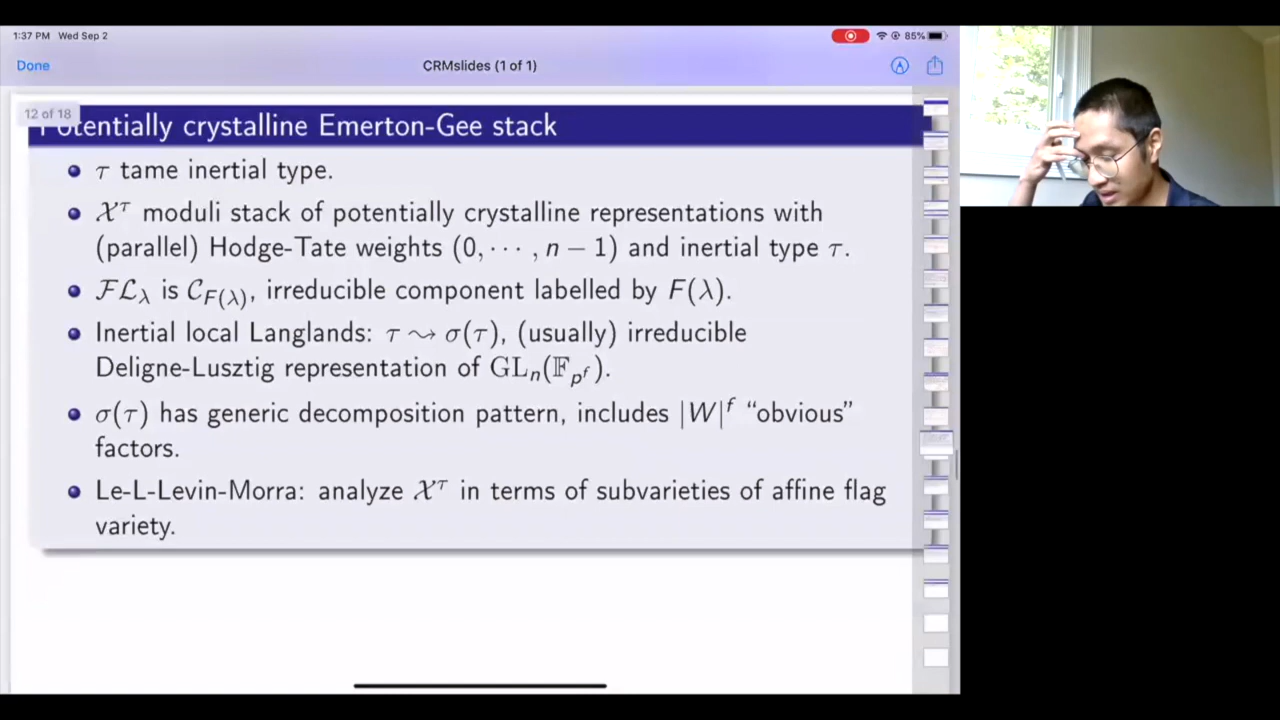 1:37 PM Wed Sep 2
85%
Done
CRMslides (1 of 1)
12 of 18
Potentially crystalline Emerton-Gee stack
τ tame inertial type.
𝒳^τ moduli stack of potentially crystalline representations with
(parallel) Hodge-Tate weights (0, ⋯ , n − 1) and inertial type τ.
ℱℒ_λ is 𝒞_{F(λ)}, irreducible component labelled by F(λ).
Inertial local Langlands: τ ⇝ σ(τ), (usually) irreducible
Deligne-Lusztig representation of GL_n(𝔽_{p^f}).
σ(τ) has generic decomposition pattern, includes |W|^f “obvious”
factors.
Le-L-Levin-Morra: analyze 𝒳^τ in terms of subvarieties of affine flag
variety.